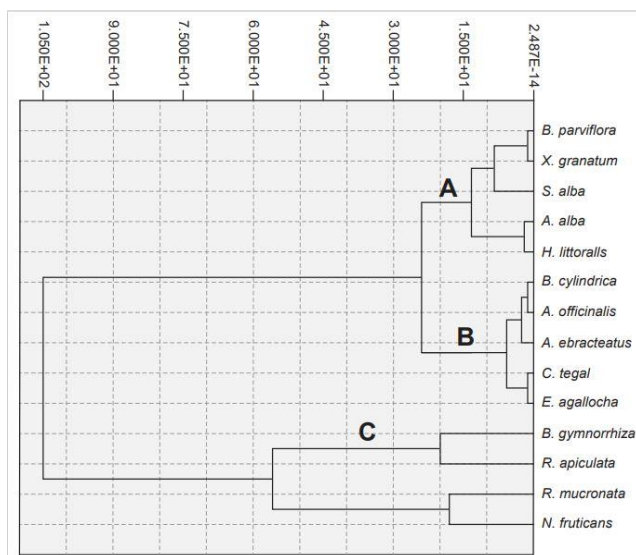 1.050E+02
9.000E+01
7.500E+01
6.000E+01
4.500E+01
3.000E+01
1.500E+01
2.487E-14
B. parviflora
X. granatum
A
S. alba
A. alba
H. littoralls
B. cylindrica
A. officinalis
B
A. ebracteatus
C. tegal
E. agallocha
C
B. gymnorrhiza
R. apiculata
R. mucronata
N. fruticans